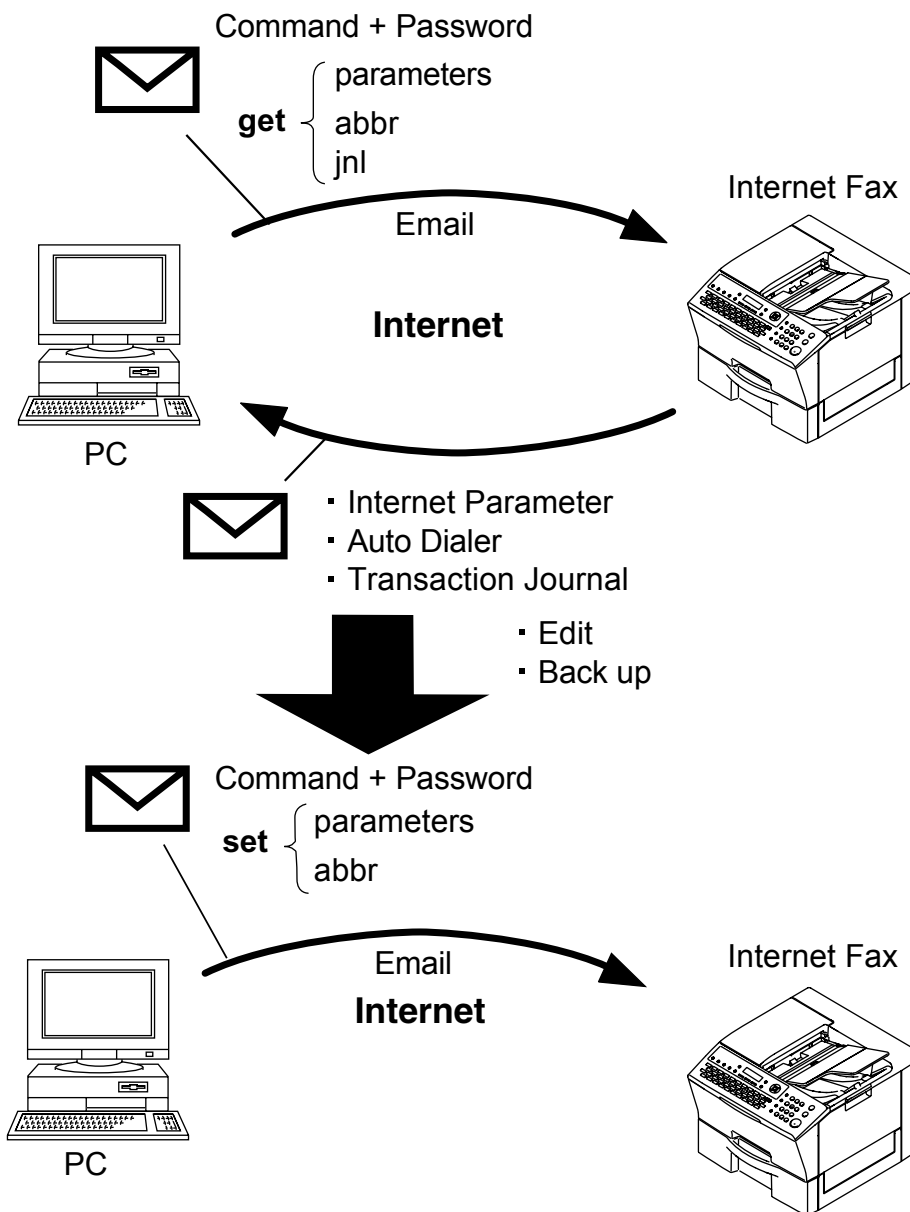 Command + Password
parameters
get
abbr
jnl
Internet Fax
Email
Internet
PC
・Internet Parameter
・Auto Dialer
・Transaction Journal
・Edit
・Back up
Command + Password
parameters
set
abbr
Internet Fax
Email
Internet
PC